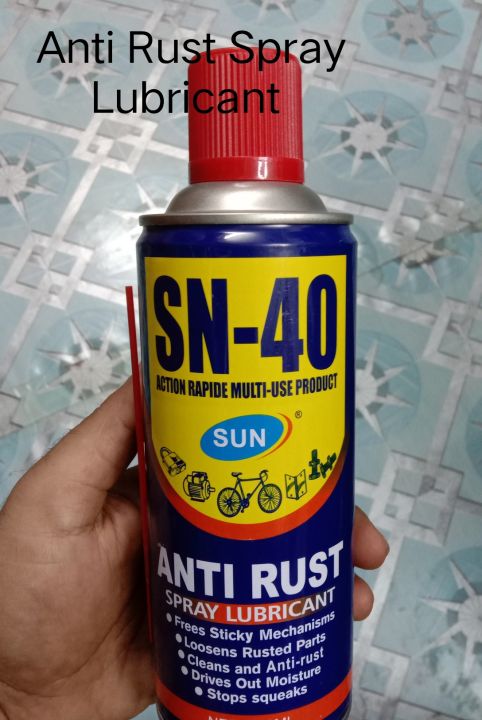 Anti Rust Spray
Lubricant
SN-40
ACTION RAPIDE MULTI-USE PRODUCT
SUN ®
ANTI RUST
SPRAY LUBRICANT
• Frees Sticky Mechanisms
• Loosens Rusted Parts
• Cleans and Anti-rust
• Drives Out Moisture
• Stops squeaks